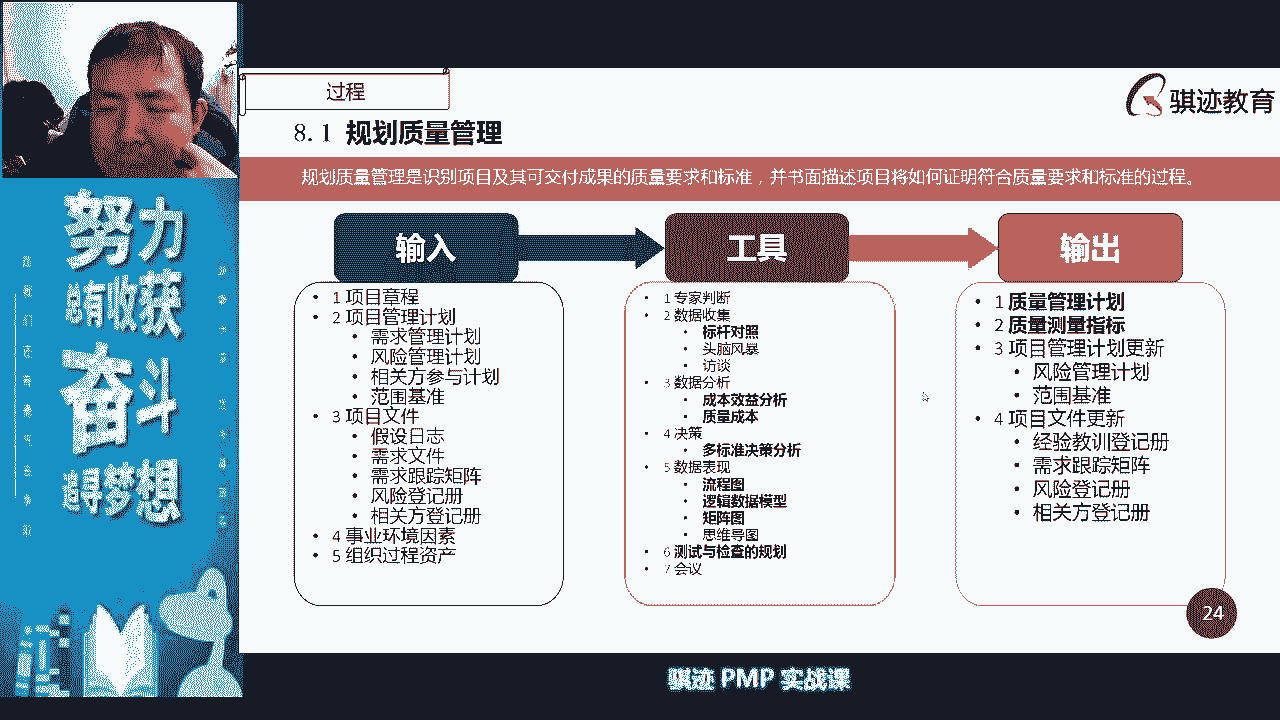 过程
骐迹教育
8.1 规划质量管理
规划质量管理是识别项目及其可交付成果的质量要求和标准，并书面描述项目将如何证明符合质量要求和标准的过程。
输入
• 1 项目章程
• 2 项目管理计划
• 需求管理计划
• 风险管理计划
• 相关方参与计划
• 范围基准
• 3 项目文件
• 假设日志
• 需求文件
• 需求跟踪矩阵
• 风险登记册
• 相关方登记册
• 4 事业环境因素
• 5 组织过程资产
工具
• 1 专家判断
• 2 数据收集
• 标杆对照
• 头脑风暴
• 访谈
• 3 数据分析
• 成本效益分析
• 质量成本
• 4 决策
• 多标准决策分析
• 5 数据表现
• 流程图
• 逻辑数据模型
• 矩阵图
• 思维导图
• 6 测试与检查的规划
• 7 会议
输出
• 1 质量管理计划
• 2 质量测量指标
• 3 项目管理计划更新
• 风险管理计划
• 范围基准
• 4 项目文件更新
• 经验教训登记册
• 需求跟踪矩阵
• 风险登记册
• 相关方登记册
24
努力
总有收获
奋斗
追寻梦想
骐迹 PMP 实战课